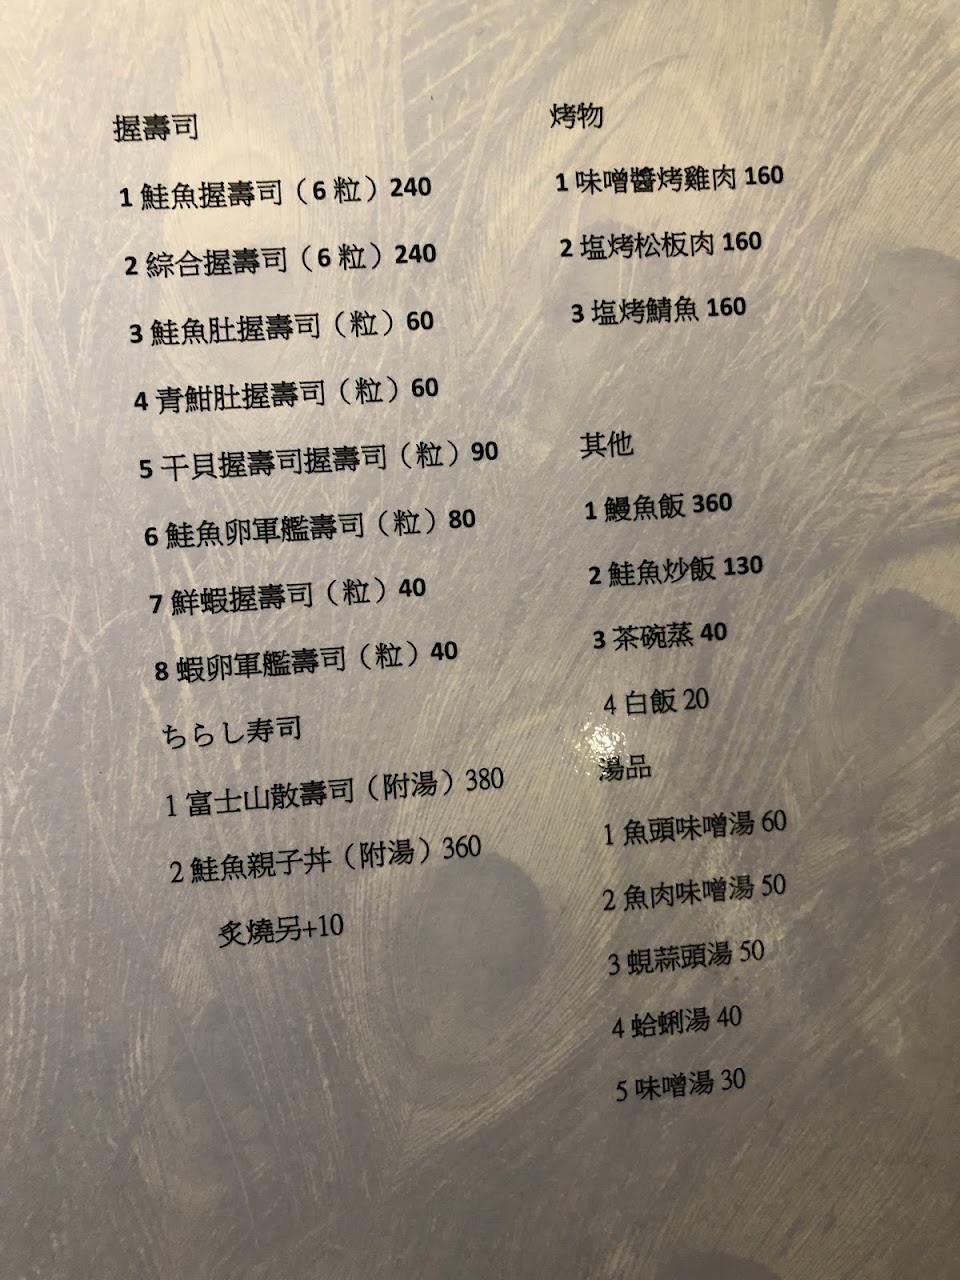 握壽司
1 鮭魚握壽司（6 粒）240
2 綜合握壽司（6 粒）240
3 鮭魚肚握壽司（粒）60
4 青魽肚握壽司（粒）60
5 干貝握壽司握壽司（粒）90
6 鮭魚卵軍艦壽司（粒）80
7 鮮蝦握壽司（粒）40
8 蝦卵軍艦壽司（粒）40
ちらし寿司
1 富士山散壽司（附湯）380
2 鮭魚親子丼（附湯）360
炙燒另+10
烤物
1 味噌醬烤雞肉 160
2 塩烤松板肉 160
3 塩烤鯖魚 160
其他
1 鰻魚飯 360
2 鮭魚炒飯 130
3 茶碗蒸 40
4 白飯 20
湯品
1 魚頭味噌湯 60
2 魚肉味噌湯 50
3 蜆蒜頭湯 50
4 蛤蜊湯 40
5 味噌湯 30